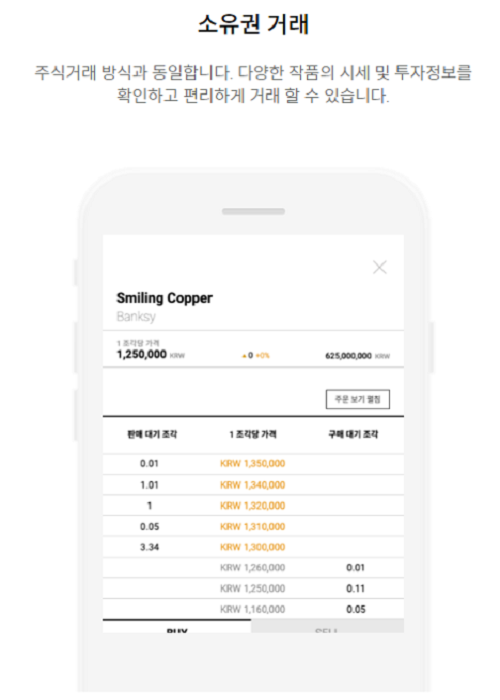 소유권 거래
주식거래 방식과 동일합니다. 다양한 작품의 시세 및 투자정보를
확인하고 편리하게 거래 할 수 있습니다.
Smiling Copper
Banksy
1 조각당 가격
1,250,000 KRW ▲0 +0% 625,000,000 KRW
주문 보기 펼침
판매 대기 조각 1 조각당 가격 구매 대기 조각
0.01 KRW 1,350,000
1.01 KRW 1,340,000
1 KRW 1,320,000
0.05 KRW 1,310,000
3.34 KRW 1,300,000
KRW 1,260,000 0.01
KRW 1,250,000 0.11
KRW 1,160,000 0.05
BUY SELL